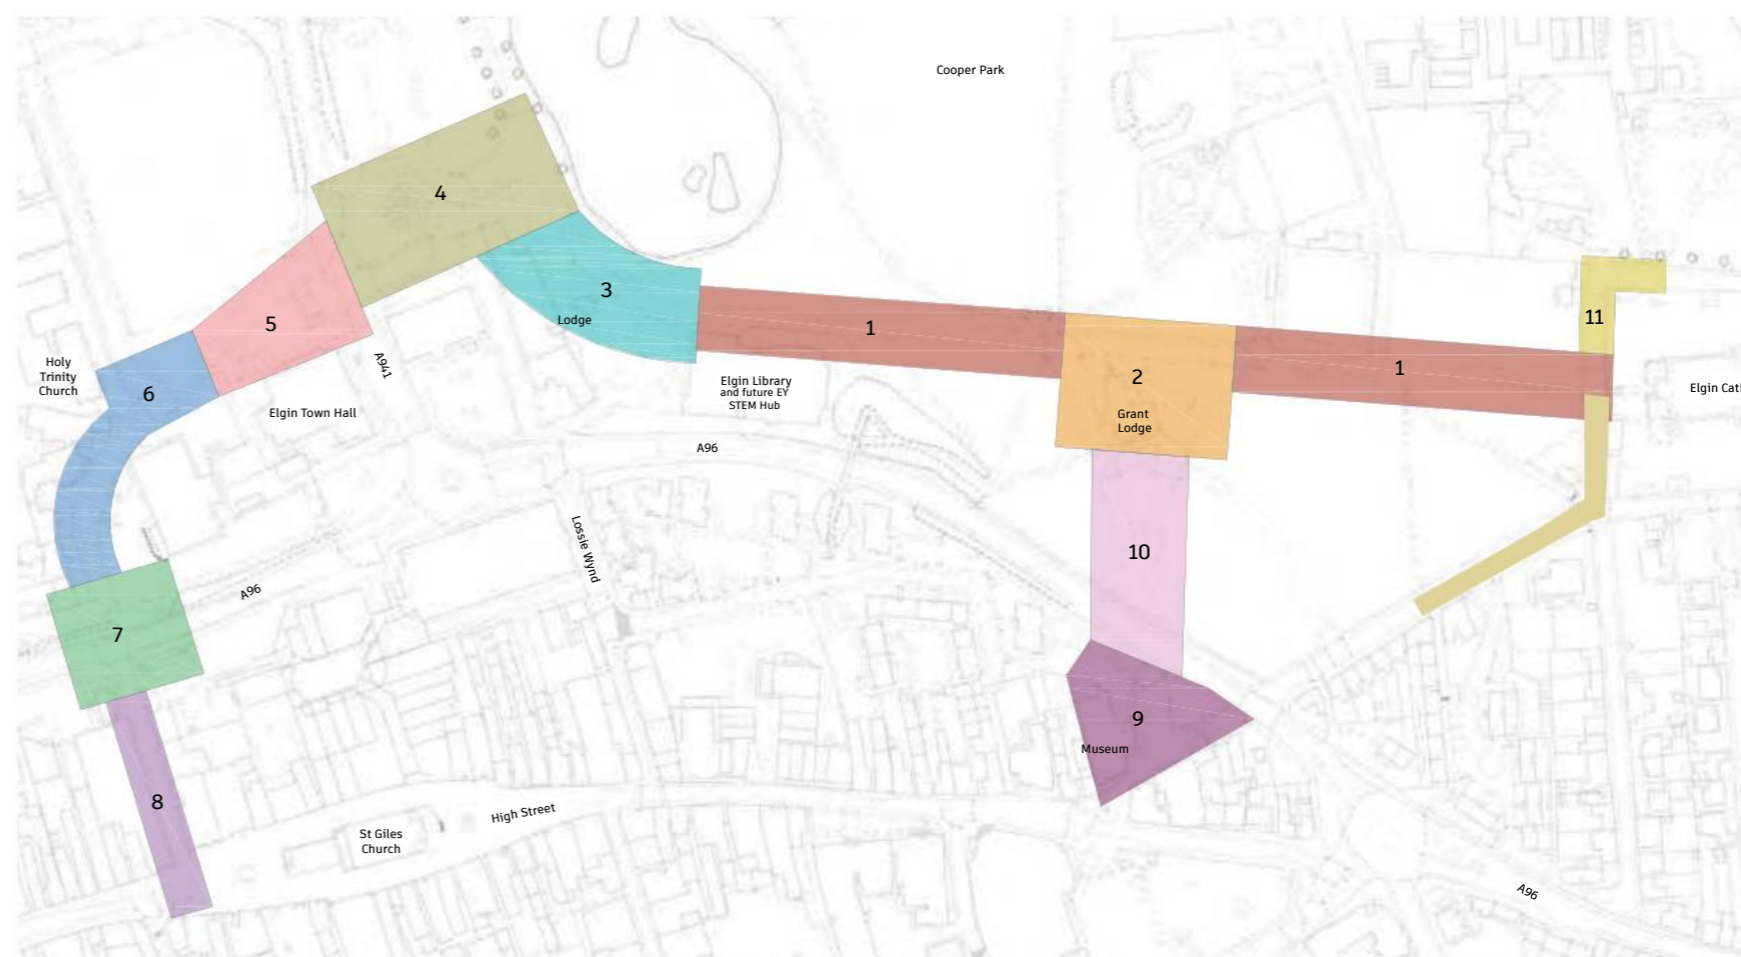 Cooper Park
4
3
Lodge
1
11
5
2
1
Holy
Trinity
Church
6
A941
Elgin Town Hall
Elgin Library
and future EY
STEM Hub
Grant
Lodge
Elgin Cat
A96
Lossie Wynd
10
A96
7
9
Museum
8
High Street
St Giles
Church
A96